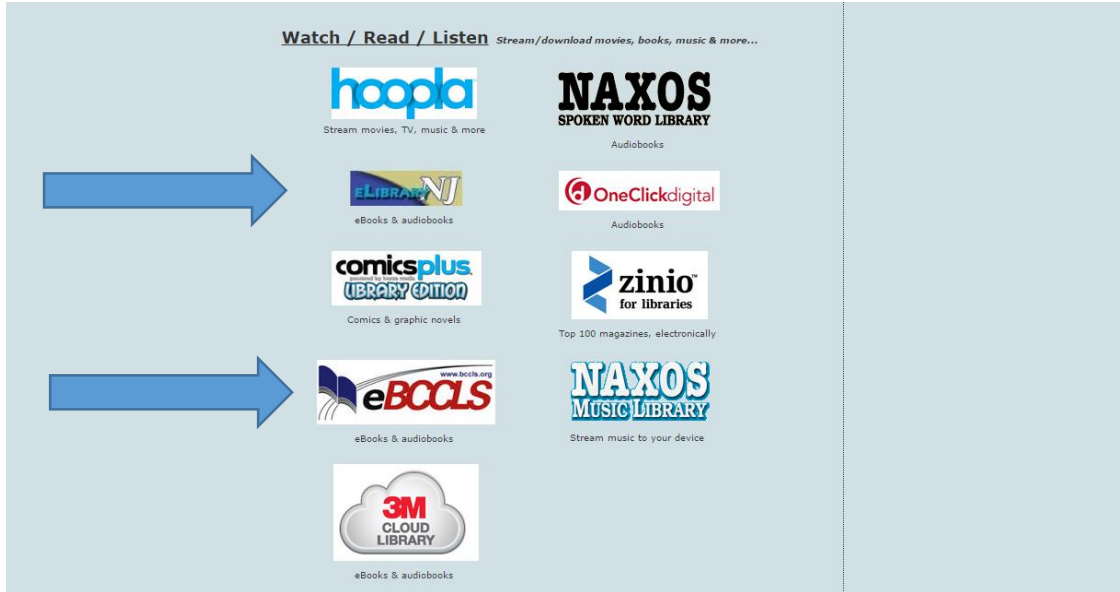 Watch / Read / Listen Stream/download movies, books, music & more...
hoopla
Stream movies, TV, music & more
NAXOS
SPOKEN WORD LIBRARY
Audiobooks
eLIBRARYNJ
eBooks & audiobooks
OneClickdigital
Audiobooks
comicsplus
LIBRARY EDITION
Comics & graphic novels
zinio™
for libraries
Top 100 magazines, electronically
www.bccls.org
eBCCLS
eBooks & audiobooks
NAXOS
MUSIC LIBRARY
Stream music to your device
3M
CLOUD
LIBRARY
eBooks & audiobooks